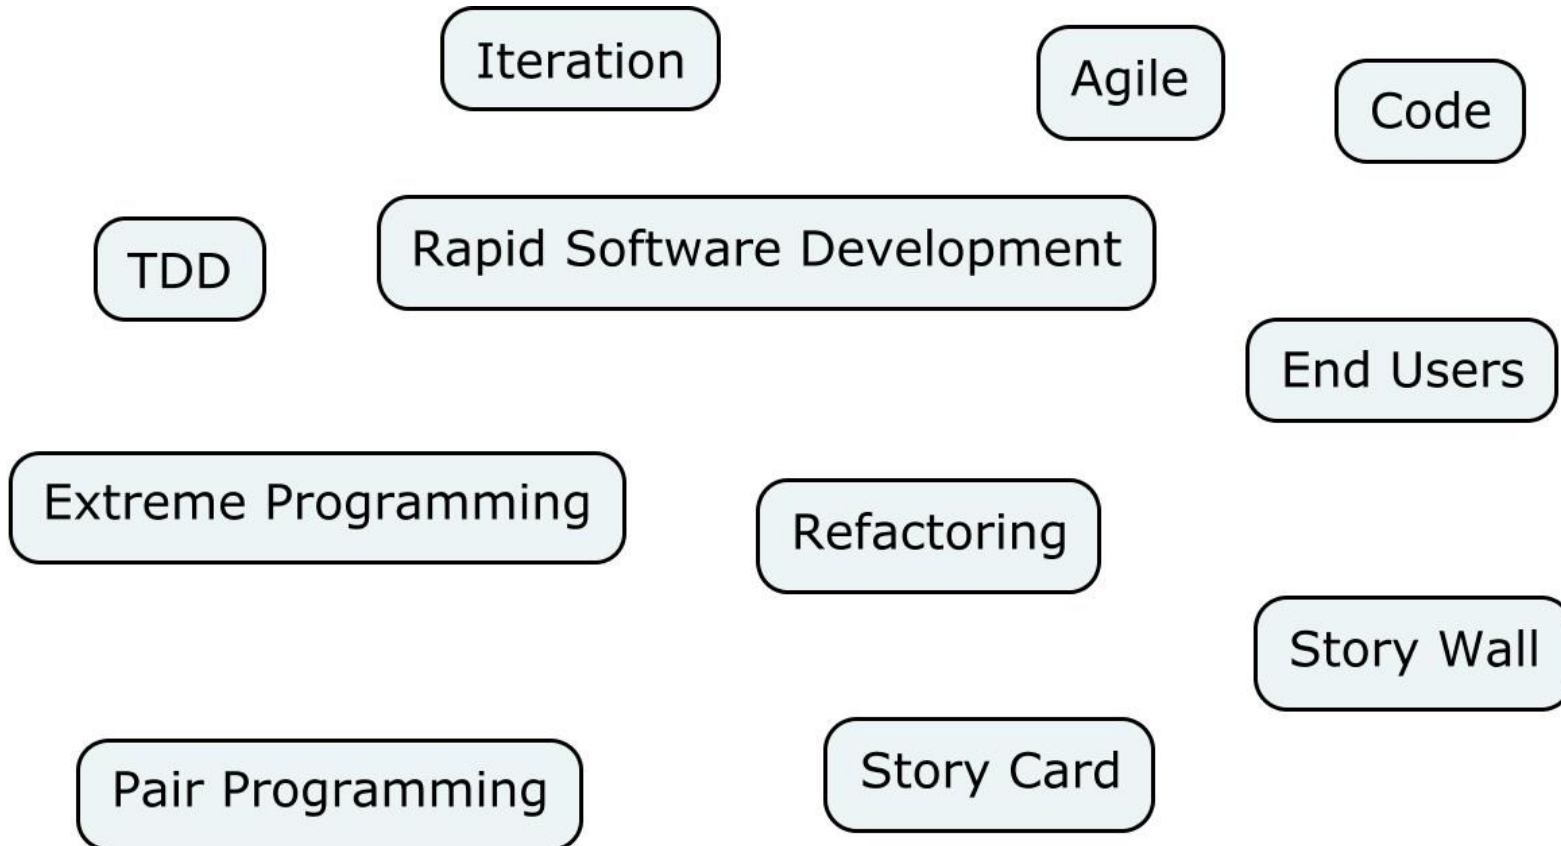 Iteration
Agile
Code
Rapid Software Development
TDD
End Users
Extreme Programming
Refactoring
Story Wall
Story Card
Pair Programming